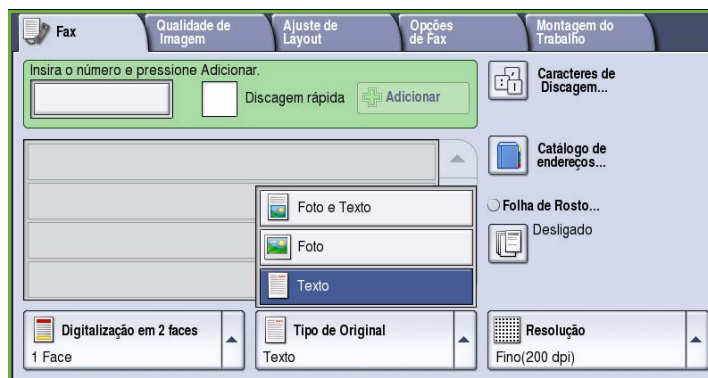 Fax
Qualidade de
Imagem
Ajuste de
Layout
Opções
de Fax
Montagem do
Trabalho
Insira o número e pressione Adicionar.
Discagem rápida
Adicionar
Caracteres de
Discagem...
Catálogo de
endereços...
Folha de Rosto...
Desligado
Foto e Texto
Foto
Texto
Digitalização em 2 faces
1 Face
Tipo de Original
Texto
Resolução
Fino(200 dpi)